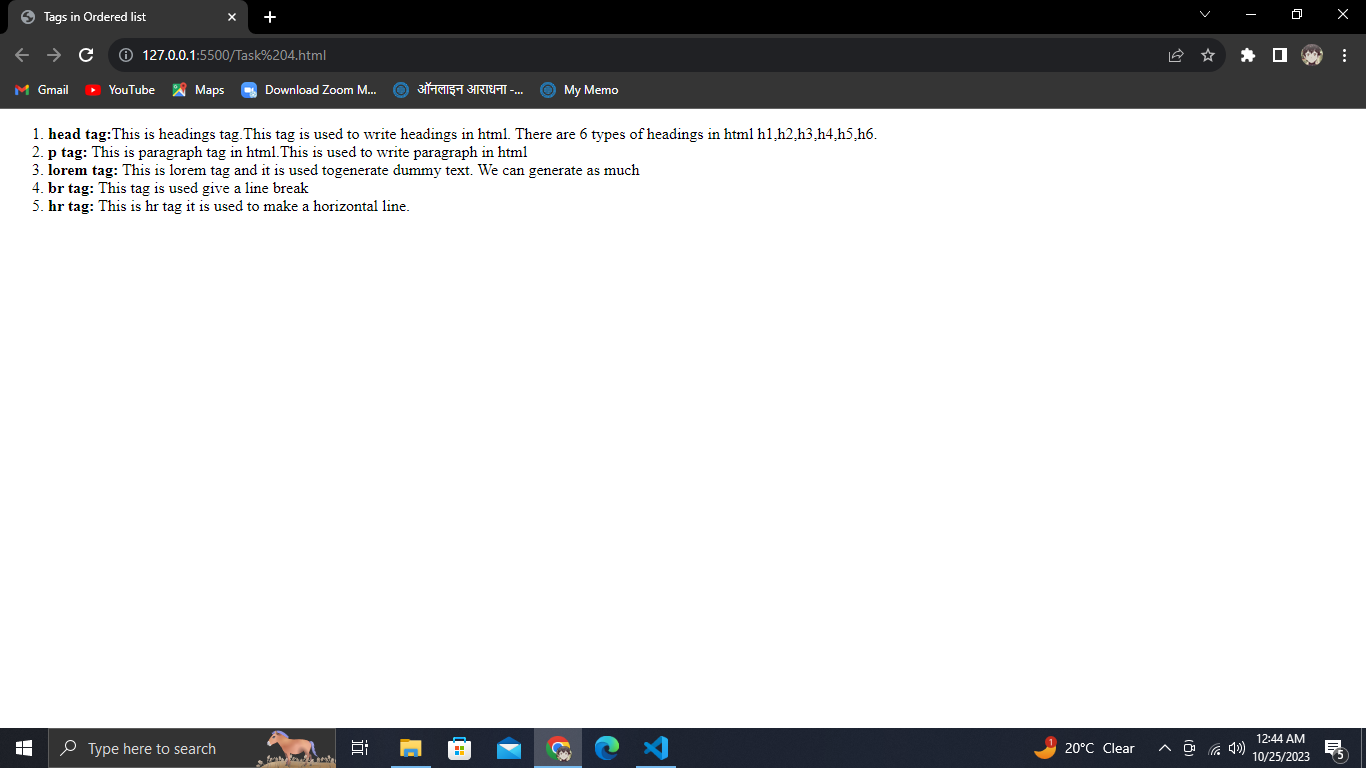 Tags in Ordered list
127.0.0.1:5500/Task%204.html
Gmail YouTube Maps Download Zoom M... ऑनलाइन आराधना -... My Memo
1. head tag:This is headings tag.This tag is used to write headings in html. There are 6 types of headings in html h1,h2,h3,h4,h5,h6.
2. p tag: This is paragraph tag in html.This is used to write paragraph in html
3. lorem tag: This is lorem tag and it is used togenerate dummy text. We can generate as much
4. br tag: This tag is used give a line break
5. hr tag: This is hr tag it is used to make a horizontal line.
Type here to search
1
20°C Clear
12:44 AM
10/25/2023
5